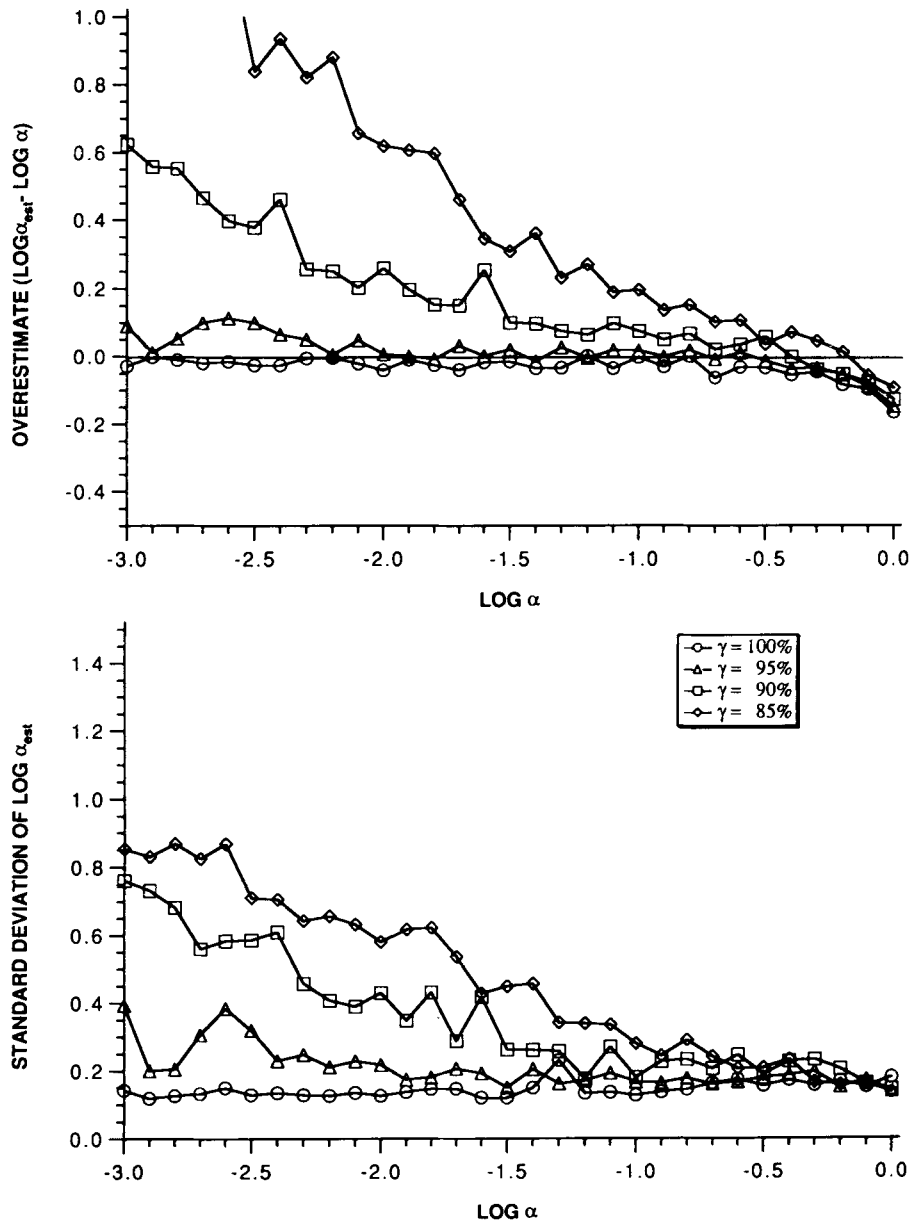 OVERESTIMATE (LOGαest- LOG α)
1.0
0.8
0.6
0.4
0.2
0.0
-0.2
-0.4
-3.0 -2.5 -2.0 -1.5 -1.0 -0.5 0.0
LOG α
STANDARD DEVIATION OF LOG αest
1.4
1.2
1.0
0.8
0.6
0.4
0.2
0.0
γ = 100%
γ = 95%
γ = 90%
γ = 85%
-3.0 -2.5 -2.0 -1.5 -1.0 -0.5 0.0
LOG α